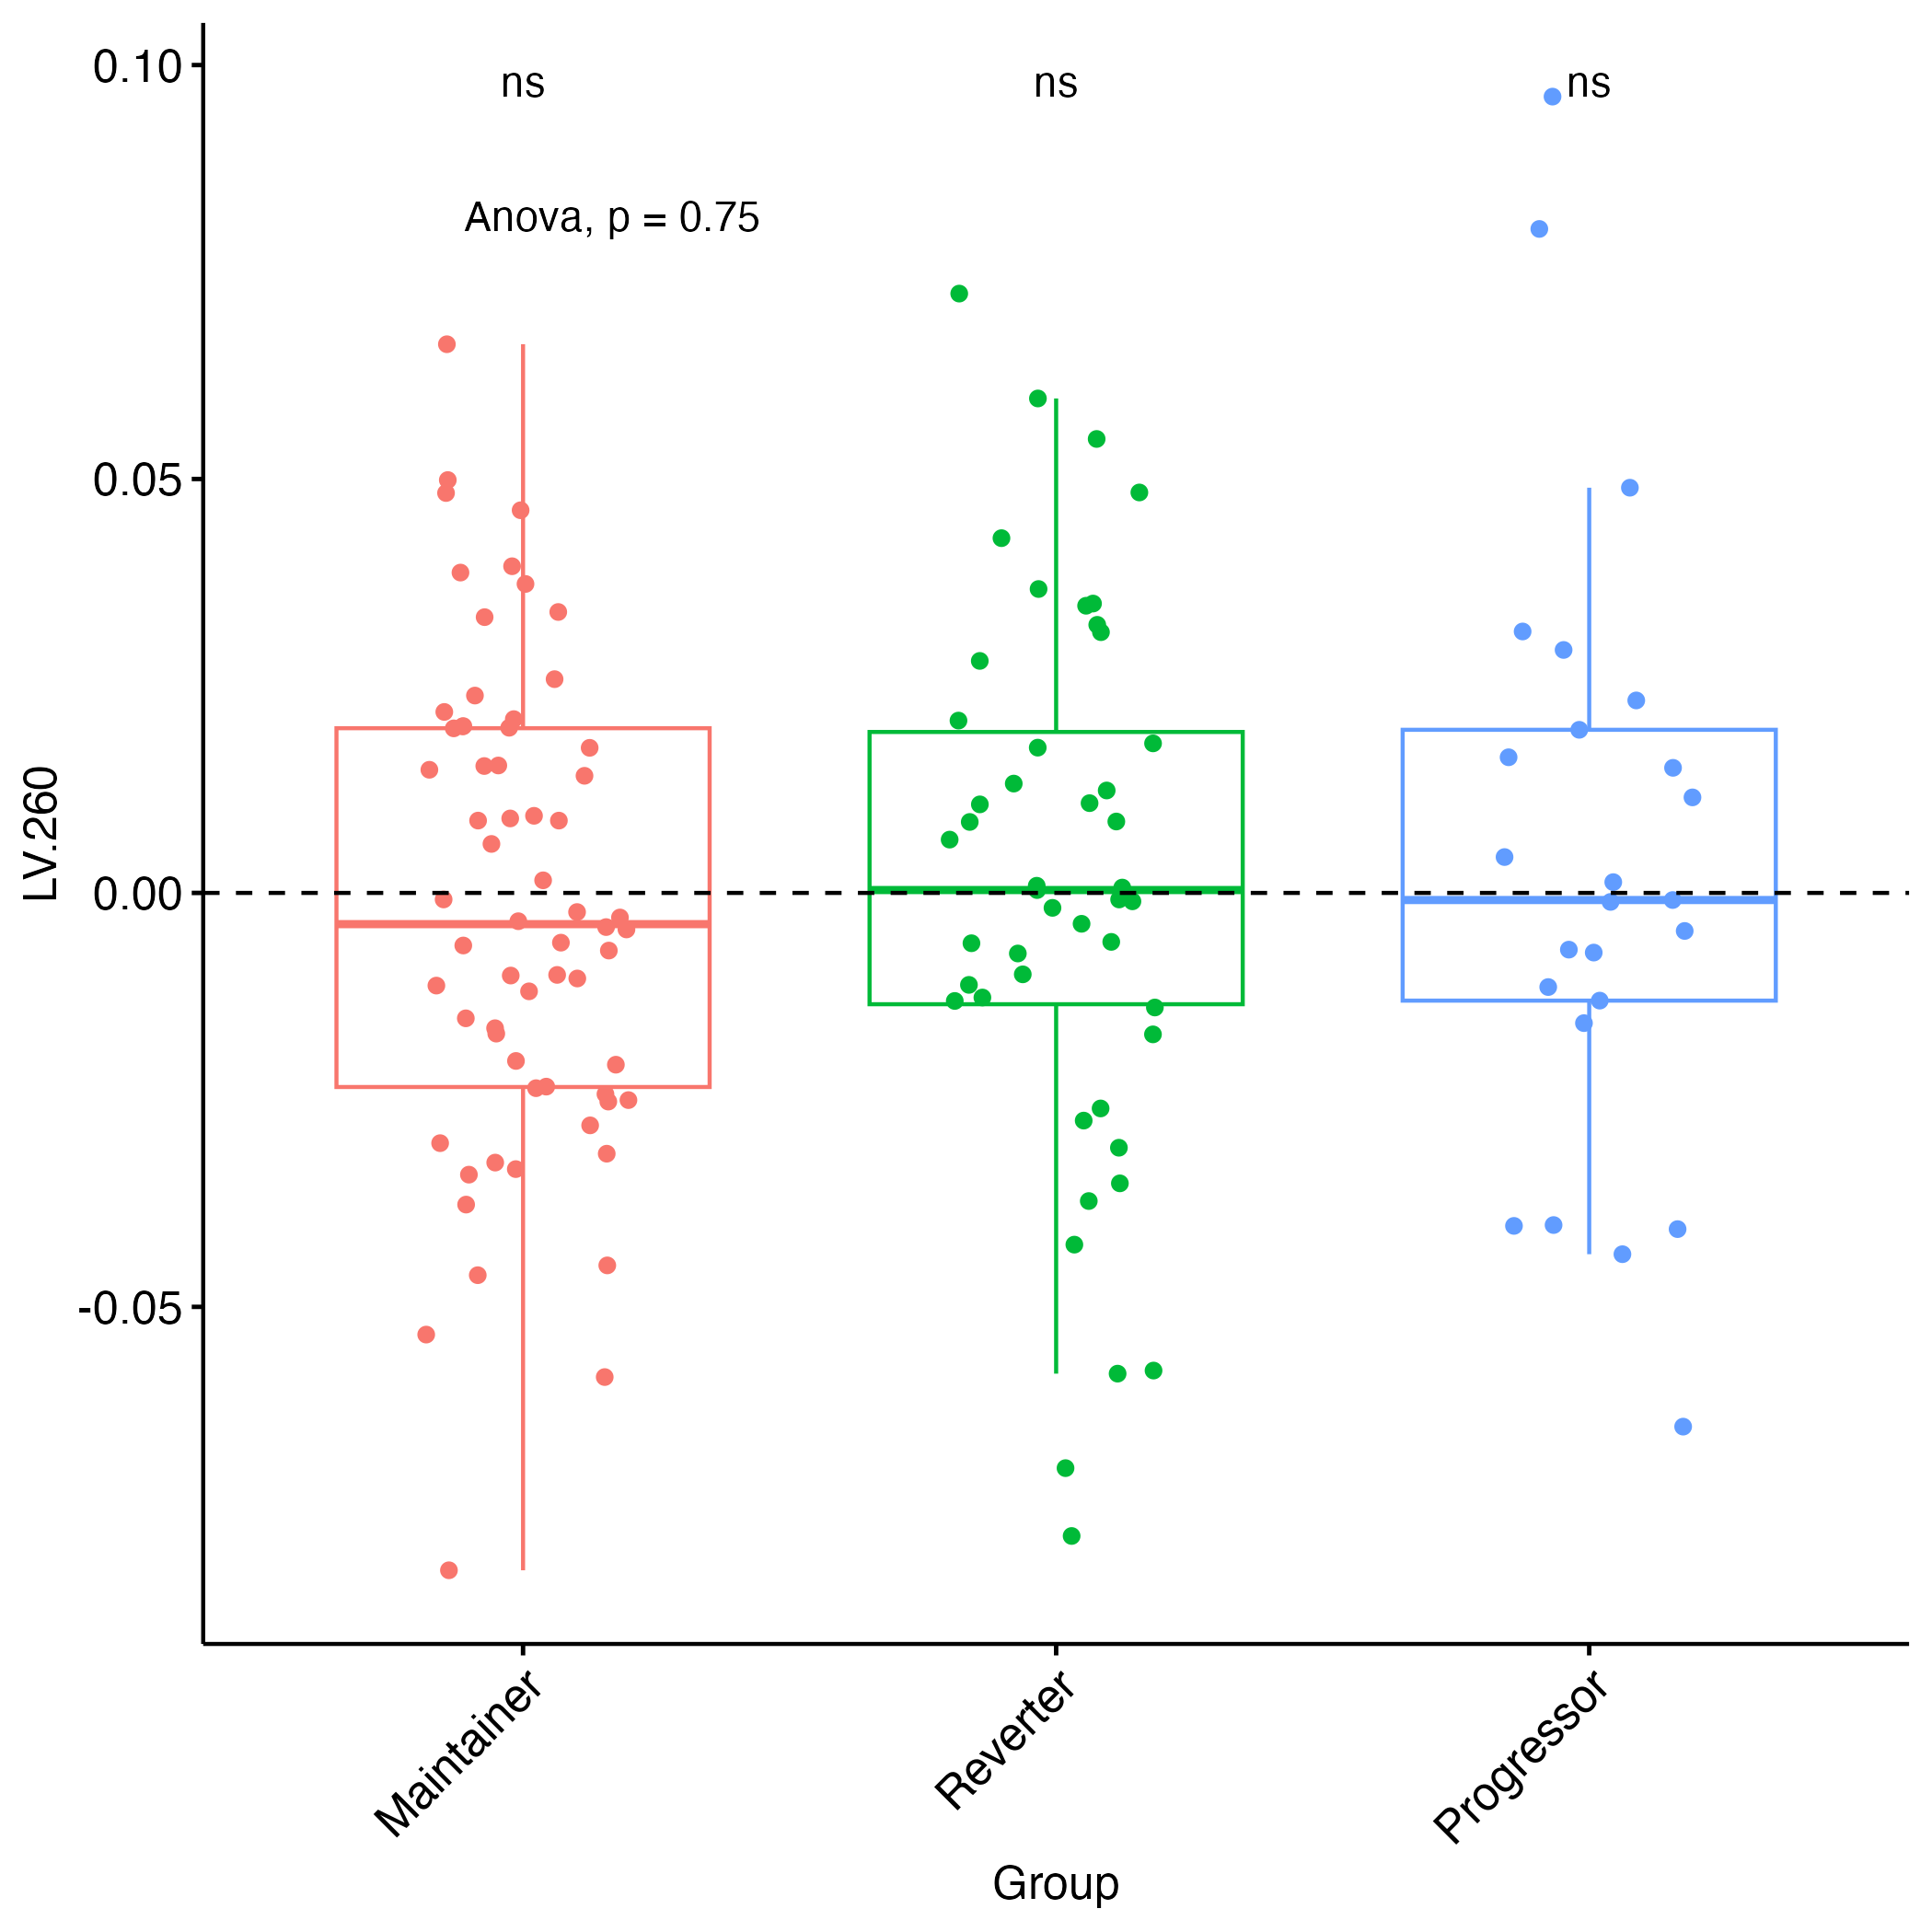 ns ns ns
Anova, p = 0.75
0.10
0.05
0.00
-0.05
LV.260
Maintainer
Reverter
Progressor
Group